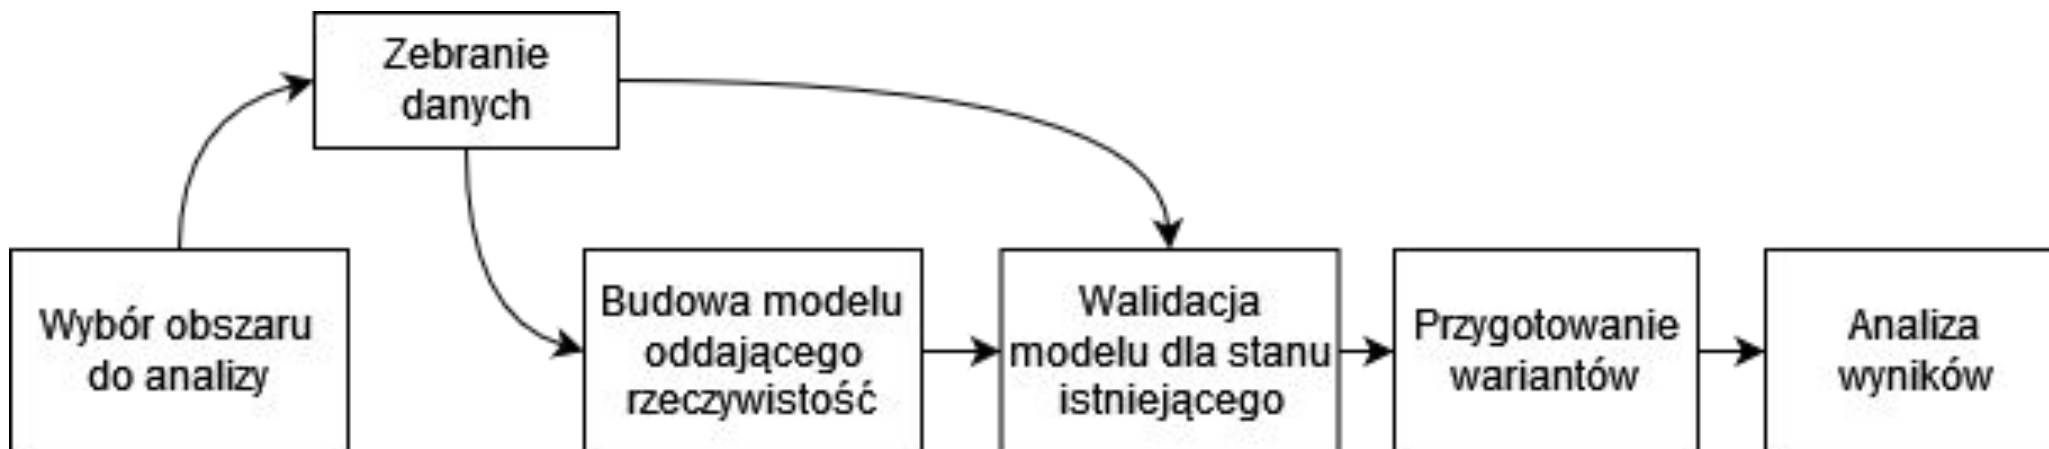 Zebranie
danych
Wybór obszaru
do analizy
Budowa modelu
oddającego
rzeczywistość
Walidacja
modelu dla stanu
istniejącego
Przygotowanie
wariantów
Analiza
wyników